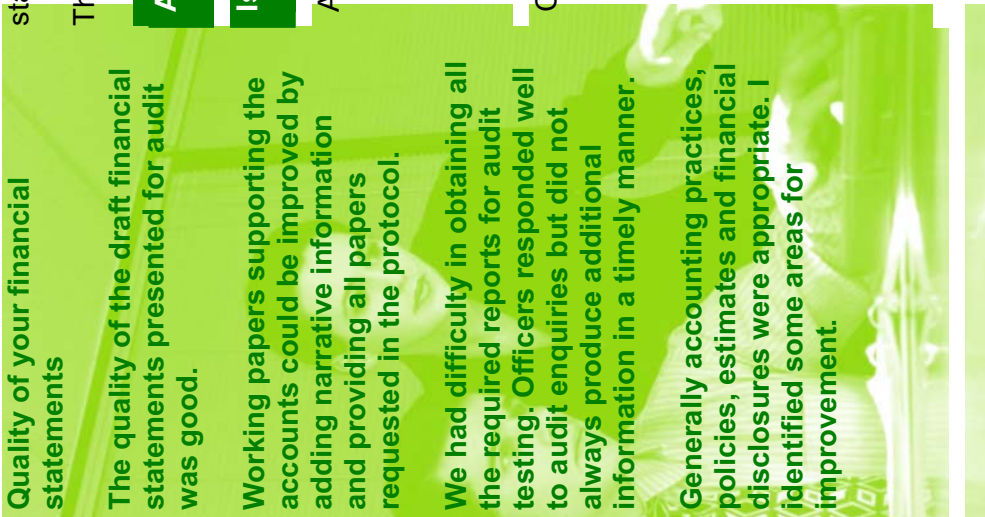 Quality of your financial
statements
The quality of the draft financial
statements presented for audit
was good.
Working papers supporting the
accounts could be improved by
adding narrative information
and providing all papers
requested in the protocol.
We had difficulty in obtaining all
the required reports for audit
testing. Officers responded well
to audit enquiries but did not
always produce additional
information in a timely manner.
Generally accounting practices,
policies, estimates and financial
disclosures were appropriate. I
identified some areas for
improvement.